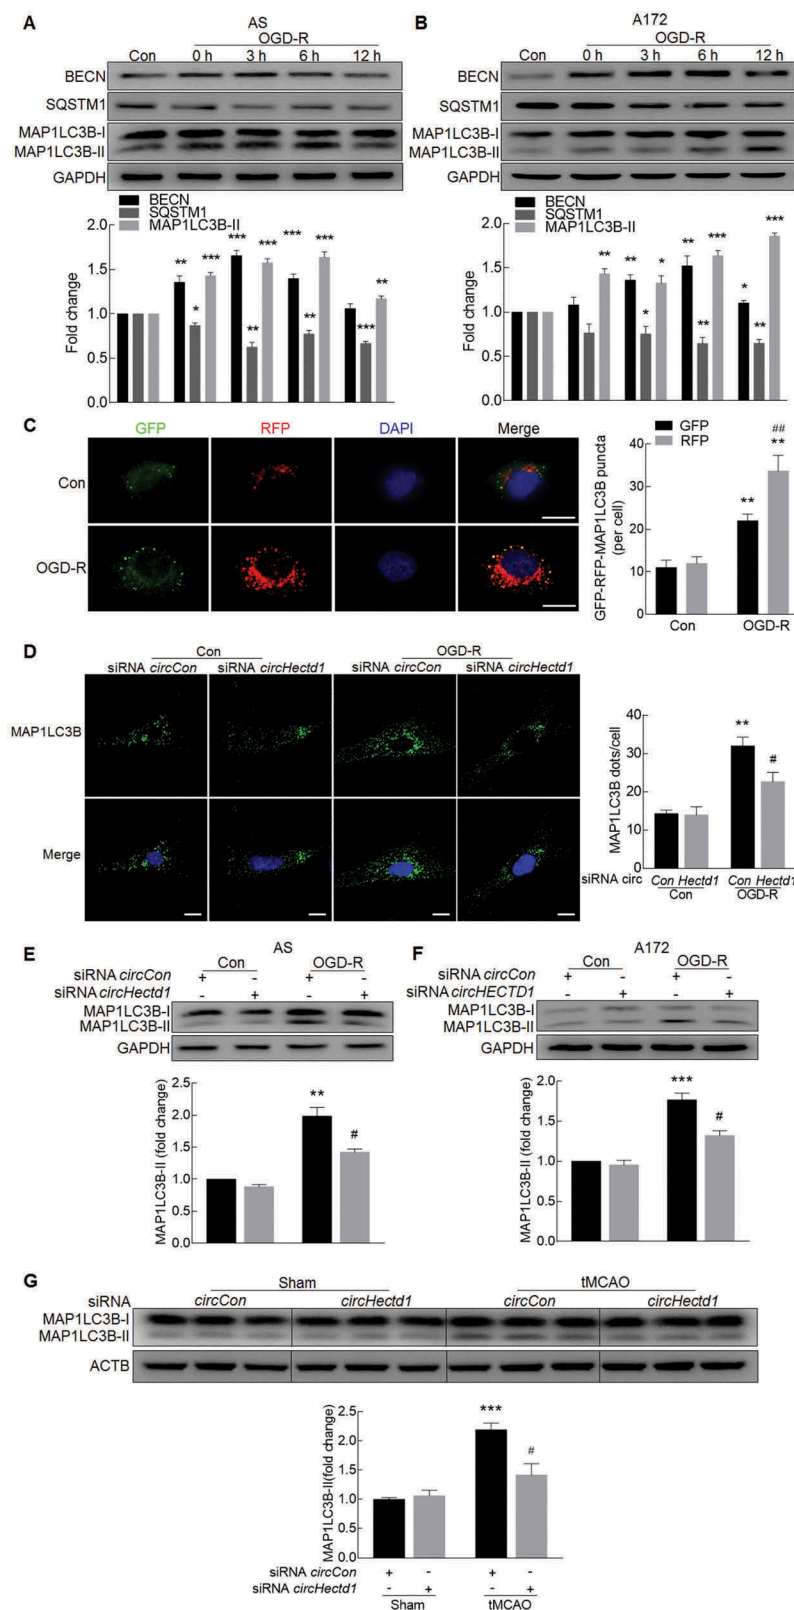 A
AS
OGD-R
Con 0 h 3 h 6 h 12 h
BECN
SQSTM1
MAP1LC3B-I
MAP1LC3B-II
GAPDH
BECN
SQSTM1
MAP1LC3B-II
Fold change
2.0
1.5
1.0
0.5
0.0
** *** *** *** *** *** **
* ** ** ***
B
A172
OGD-R
Con 0 h 3 h 6 h 12 h
BECN
SQSTM1
MAP1LC3B-I
MAP1LC3B-II
GAPDH
BECN
SQSTM1
MAP1LC3B-II
Fold change
2.0
1.5
1.0
0.5
0.0
** ** * ** *** * ***
* ** **
C
GFP RFP DAPI Merge
Con
OGD-R
GFP
RFP
GFP-RFP-MAP1LC3B puncta
(per cell)
40
30
20
10
0
##
** **
Con OGD-R
D
Con OGD-R
siRNA circCon siRNA circHectd1 siRNA circCon siRNA circHectd1
MAP1LC3B
Merge
MAP1LC3B dots/cell
40
30
20
10
0
**
#
siRNA circ Con Hectd1 Con Hectd1
Con OGD-R
E
AS
Con OGD-R
siRNA circCon + - + -
siRNA circHectd1 - + - +
MAP1LC3B-I
MAP1LC3B-II
GAPDH
MAP1LC3B-II (fold change)
2.5
2.0
1.5
1.0
0.5
0.0
**
#
Con OGD-R
F
A172
Con OGD-R
siRNA circCon + - + -
siRNA circHECTD1 - + - +
MAP1LC3B-I
MAP1LC3B-II
GAPDH
MAP1LC3B-II (fold change)
2.0
1.5
1.0
0.5
0.0
***
#
Con OGD-R
G
Sham tMCAO
siRNA circCon circHectd1 circCon circHectd1
MAP1LC3B-I
MAP1LC3B-II
ACTB
MAP1LC3B-II(fold change)
2.5
2.0
1.5
1.0
0.5
0.0
***
#
siRNA circCon + - + -
siRNA circHectd1 - + - +
Sham tMCAO